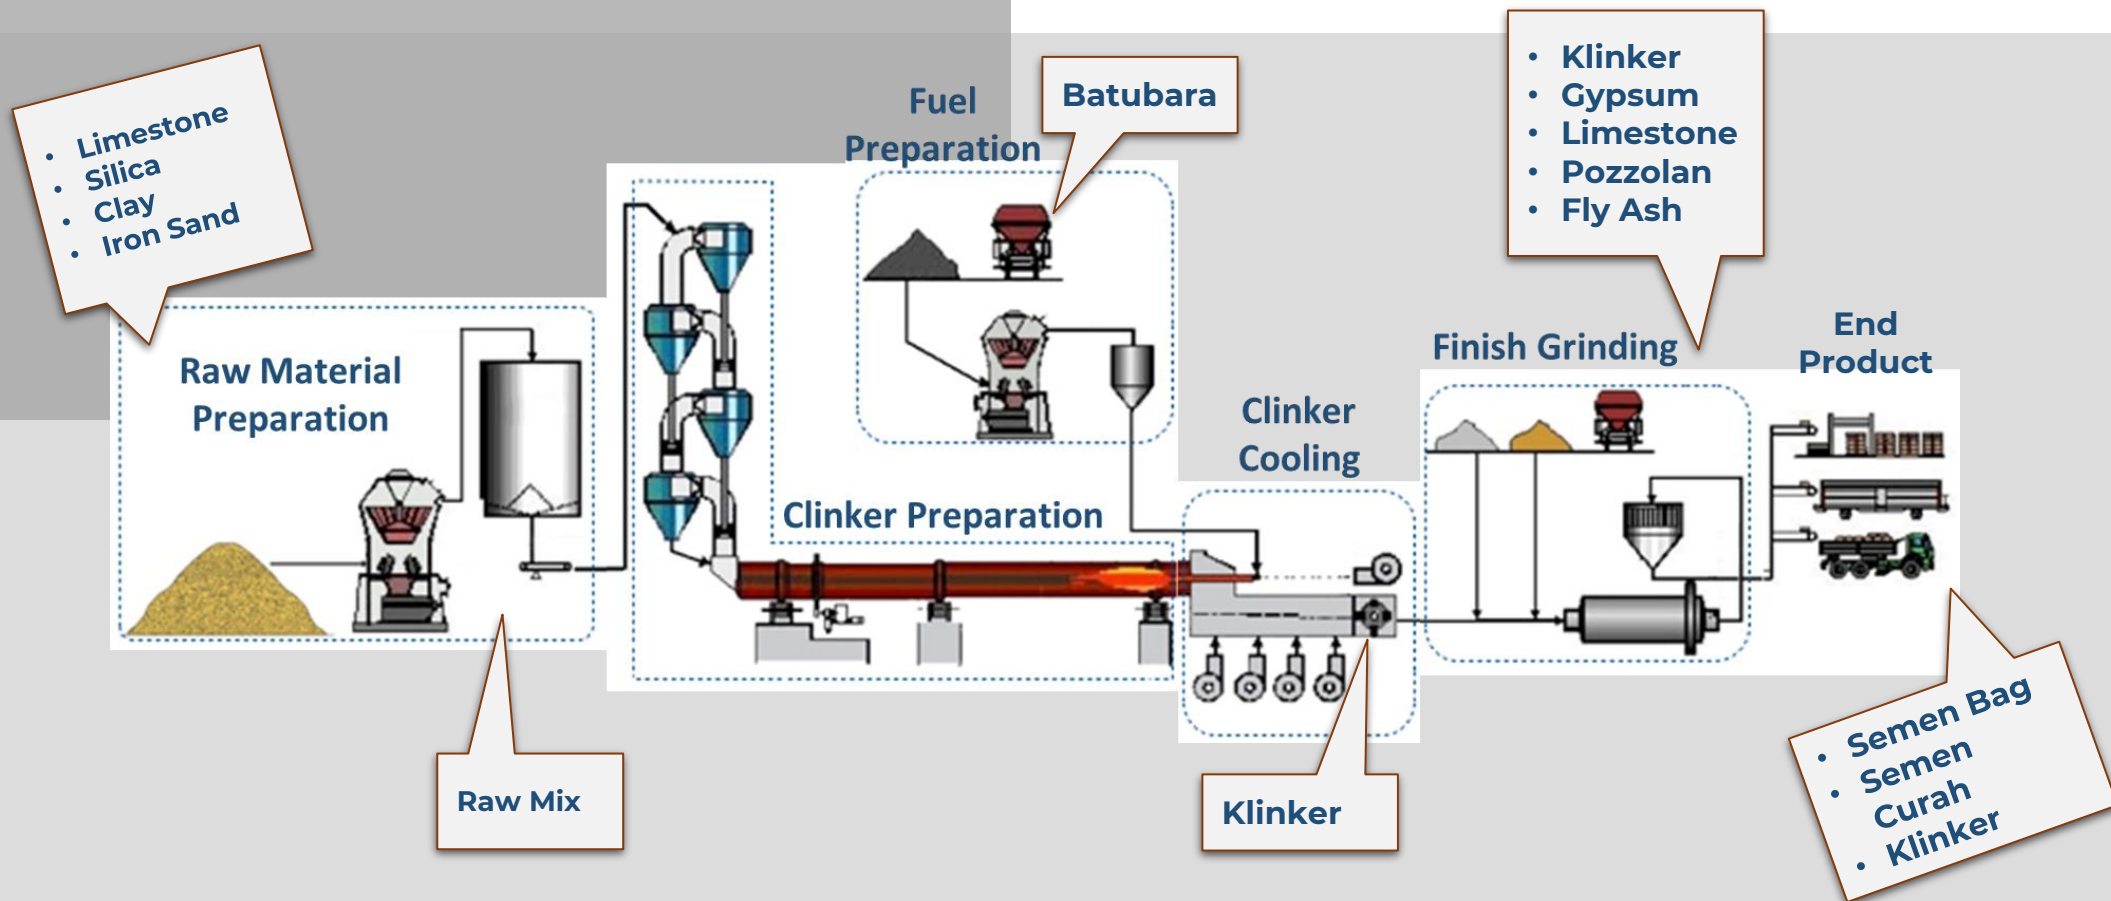 • Limestone
• Silica
• Clay
• Iron Sand
Raw Material
Preparation
Raw Mix
Fuel
Preparation
Batubara
Clinker Preparation
Clinker
Cooling
Klinker
• Klinker
• Gypsum
• Limestone
• Pozzolan
• Fly Ash
Finish Grinding
End
Product
• Semen Bag
• Semen
Curah
• Klinker